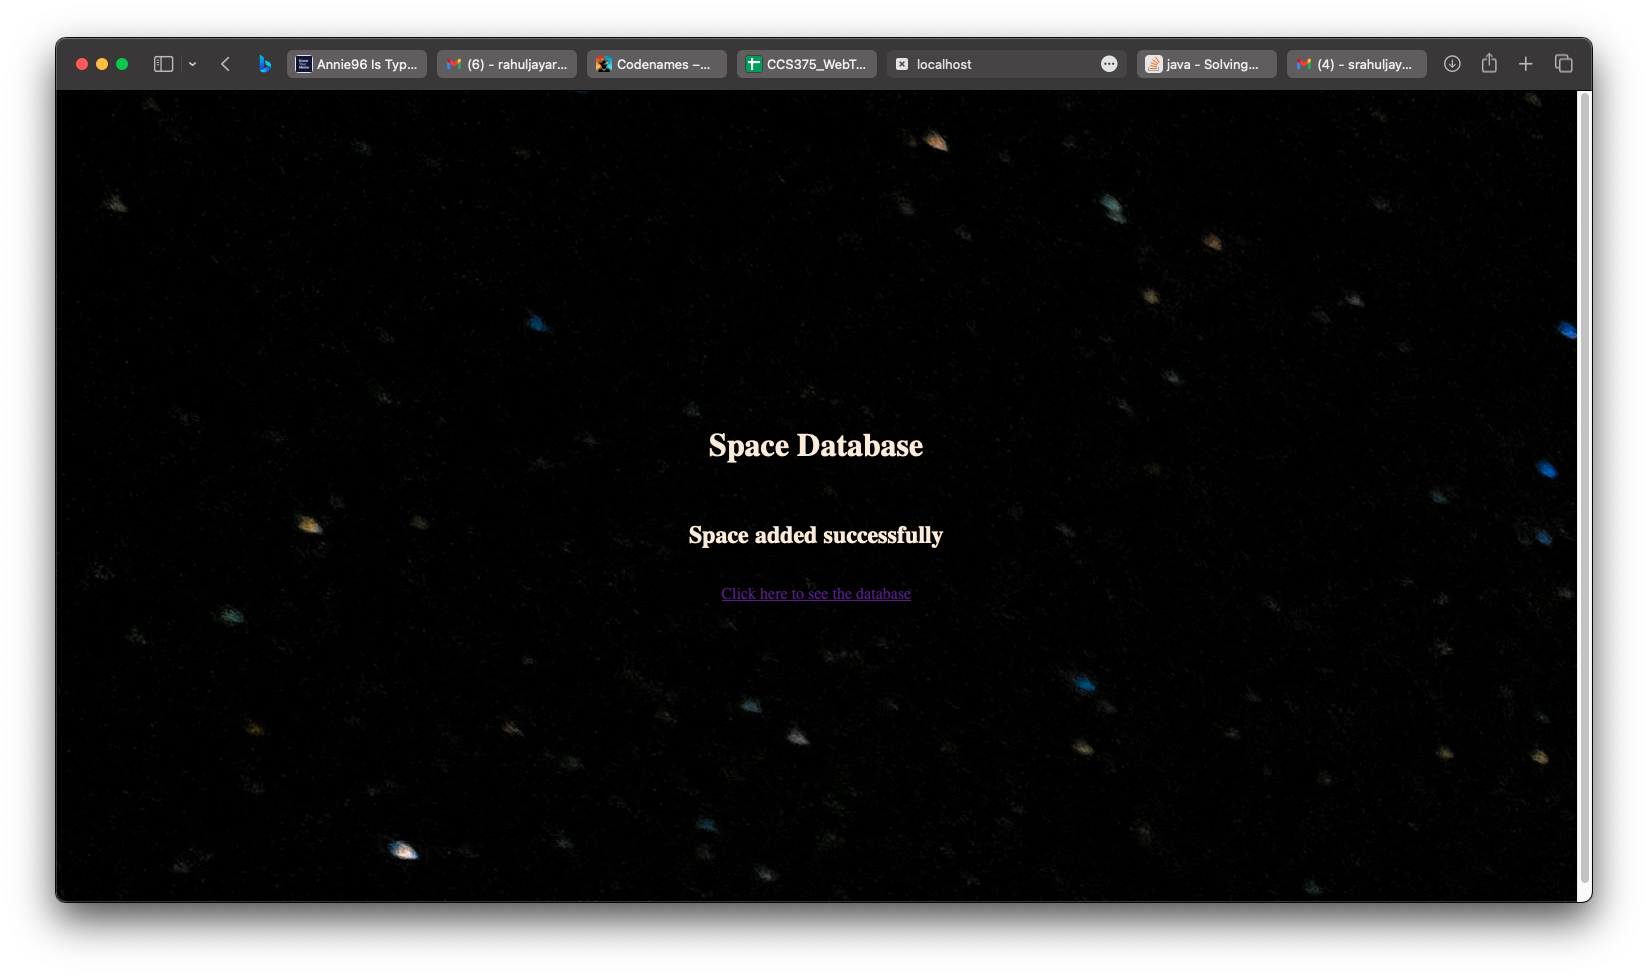 Annie96 Is Typ...
(6) - rahuljayar...
Codenames –...
CCS375_WebT...
localhost
java - Solving...
(4) - srahuljay...
Space Database
Space added successfully
Click here to see the database